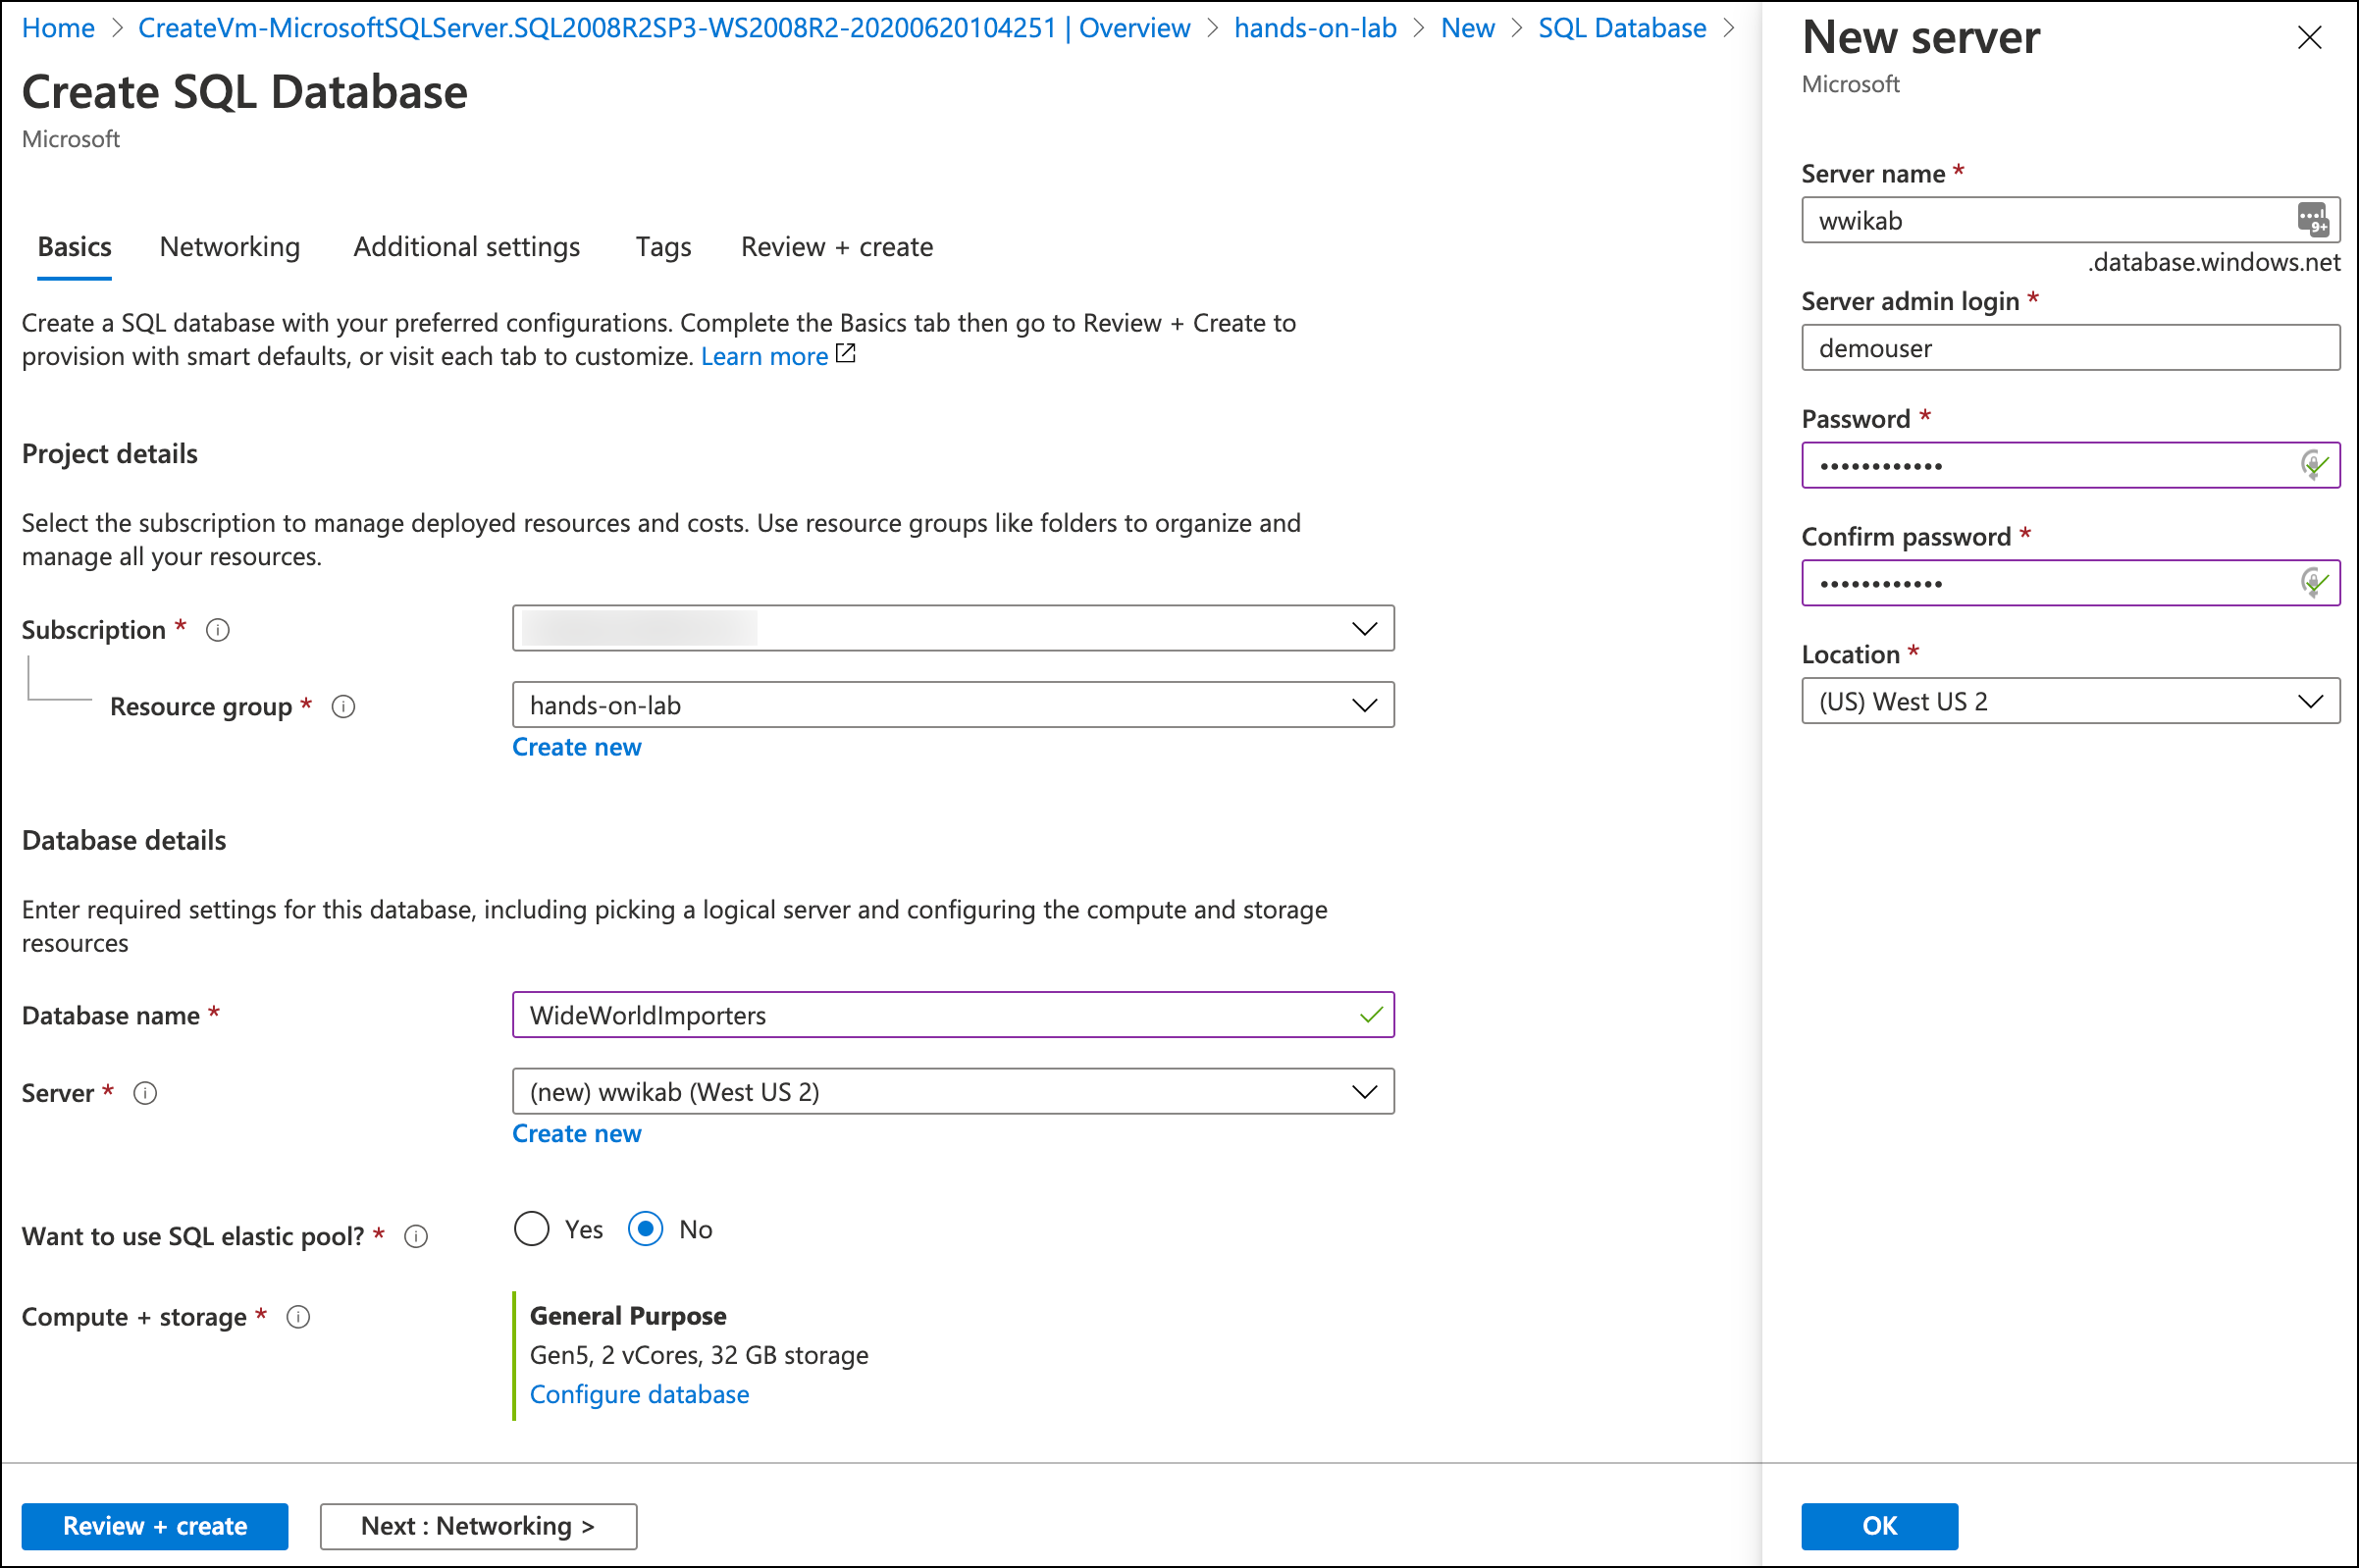 Home > CreateVm-MicrosoftSQLServer.SQL2008R2SP3-WS2008R2-20200620104251 | Overview > hands-on-lab > New > SQL Database >
Create SQL Database
Microsoft
Basics Networking Additional settings Tags Review + create
Create a SQL database with your preferred configurations. Complete the Basics tab then go to Review + Create to
provision with smart defaults, or visit each tab to customize. Learn more
Project details
Select the subscription to manage deployed resources and costs. Use resource groups like folders to organize and
manage all your resources.
Subscription *
Resource group * hands-on-lab
Create new
Database details
Enter required settings for this database, including picking a logical server and configuring the compute and storage
resources
Database name * WideWorldImporters
Server * (new) wwikab (West US 2)
Create new
Want to use SQL elastic pool? * Yes No
Compute + storage * General Purpose
Gen5, 2 vCores, 32 GB storage
Configure database
Review + create Next : Networking >
New server
Microsoft
Server name *
wwikab 9+
.database.windows.net
Server admin login *
demouser
Password *
••••••••••••
Confirm password *
••••••••••••
Location *
(US) West US 2
OK